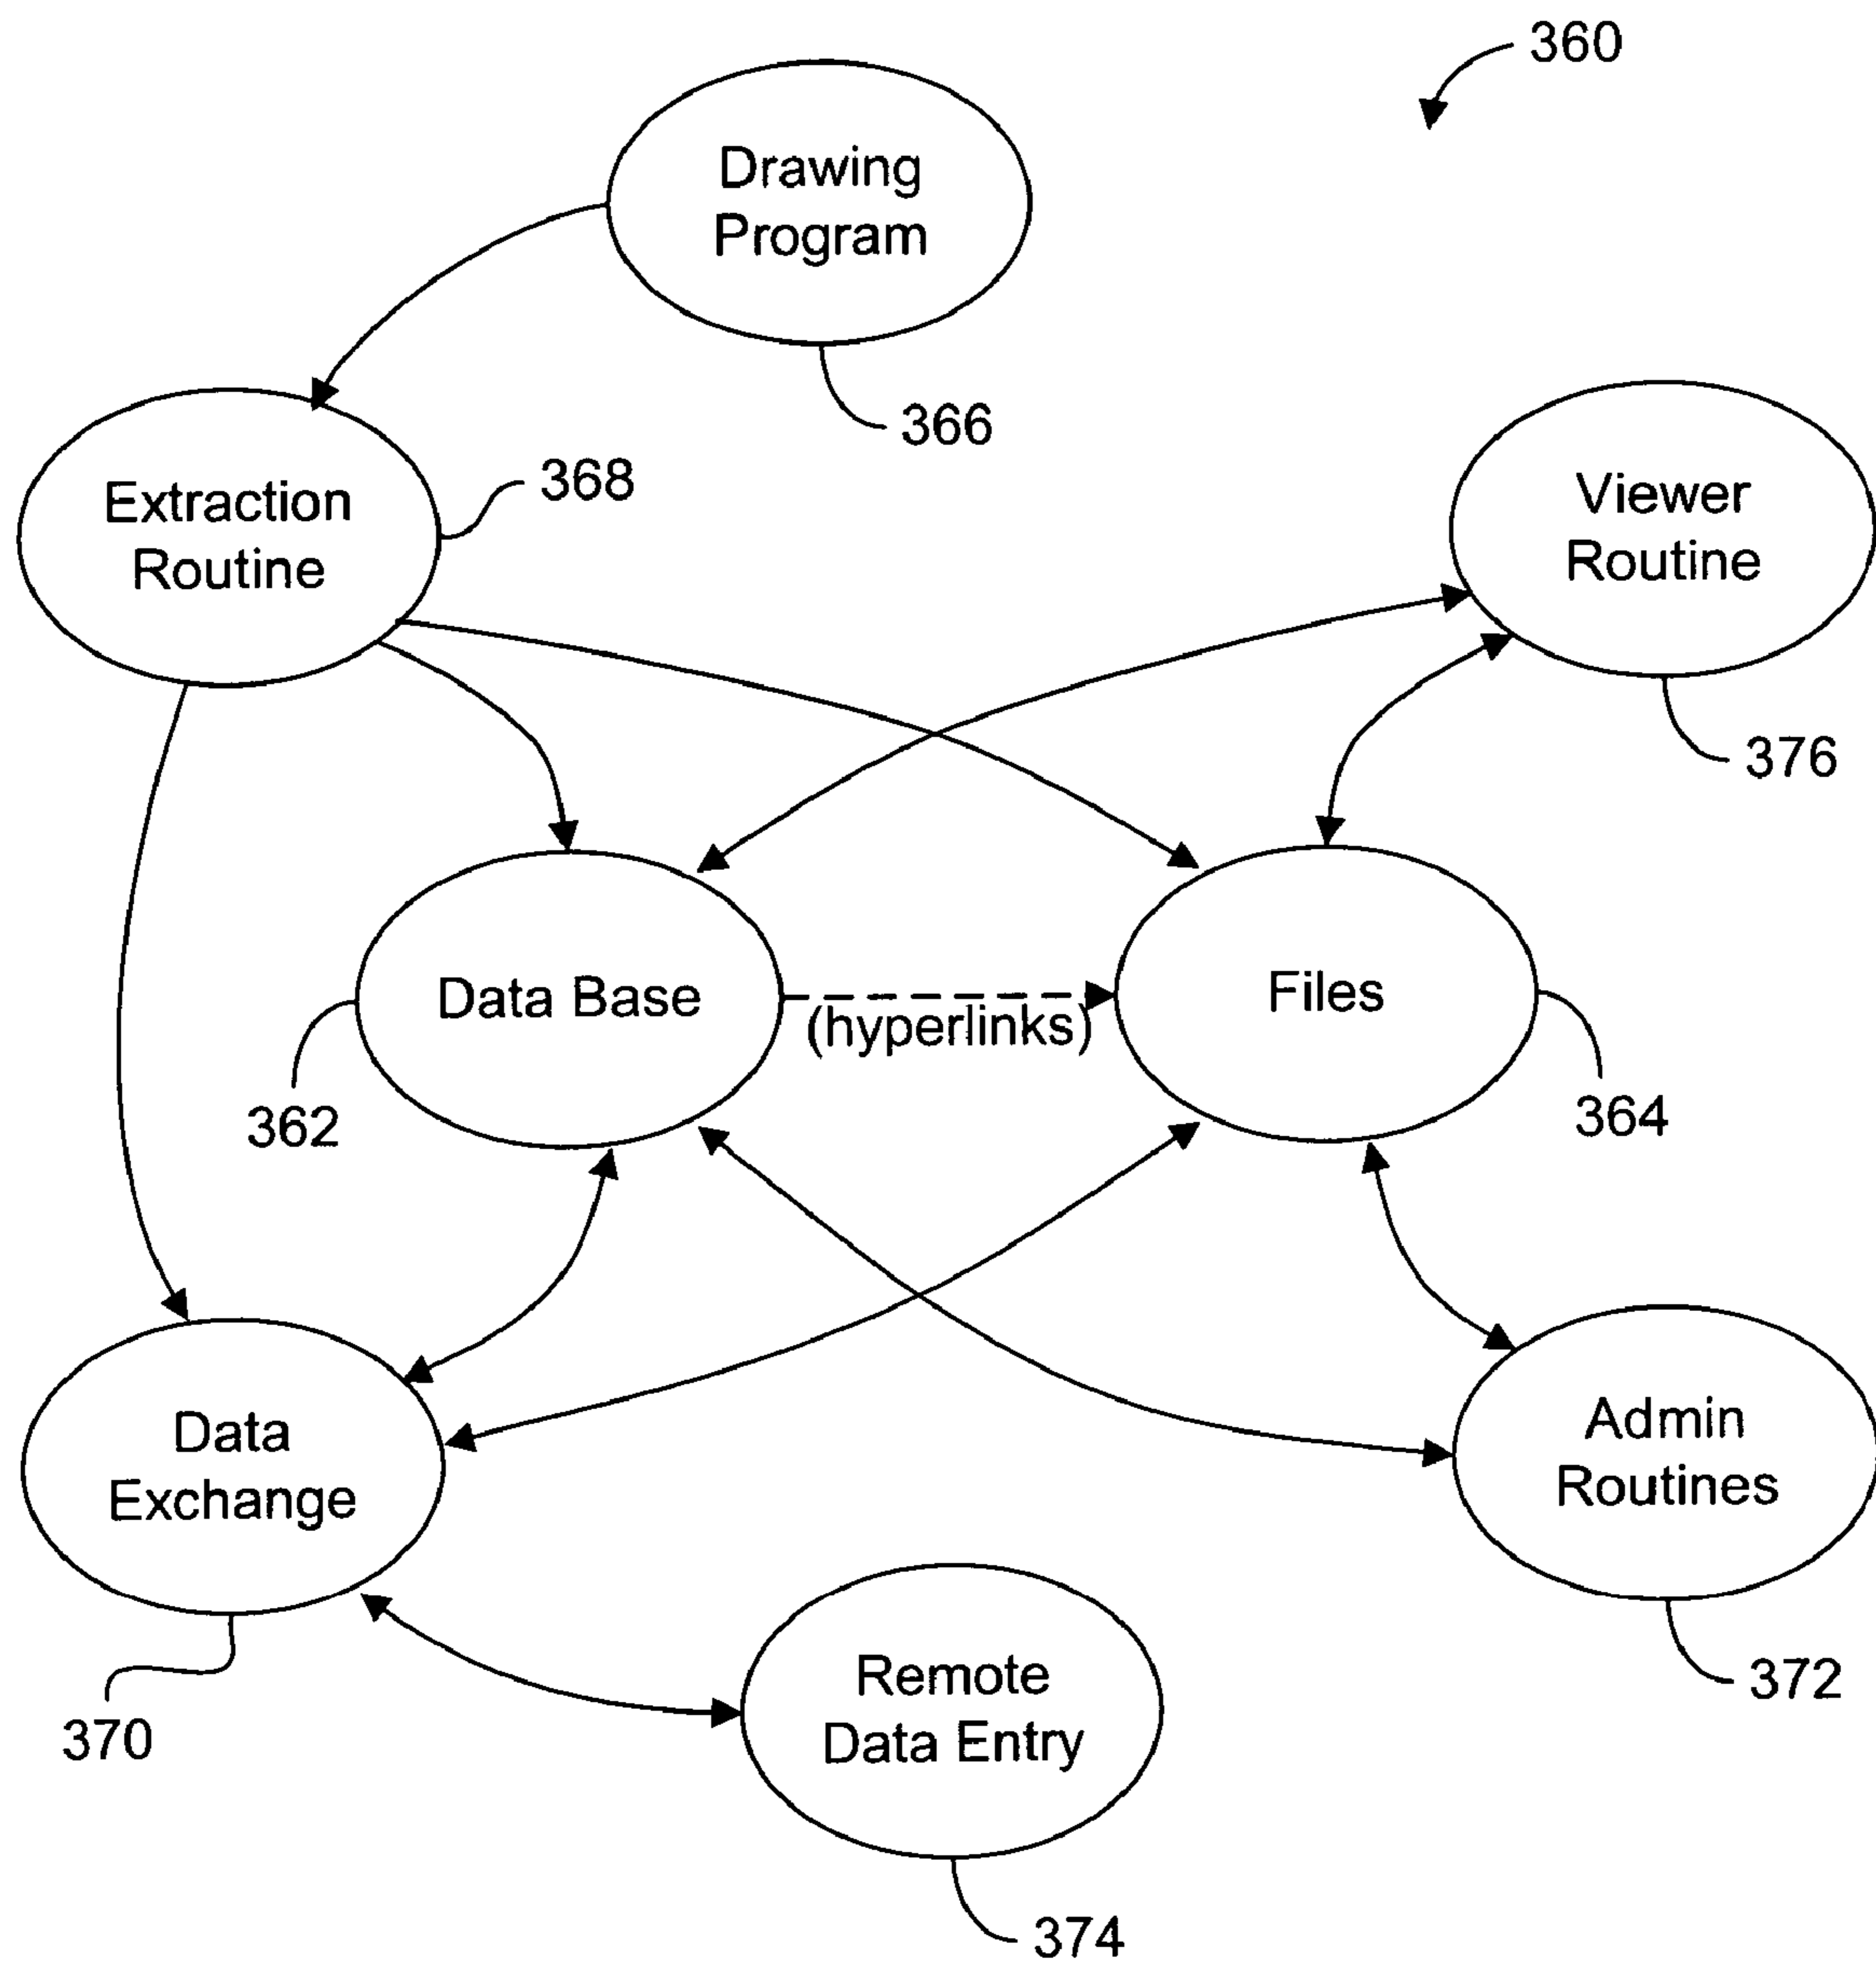 360
Drawing
Program
366
Extraction
Routine
368
Viewer
Routine
376
Data Base
(hyperlinks)
Files
362
364
Data
Exchange
Admin
Routines
370
Remote
Data Entry
372
374